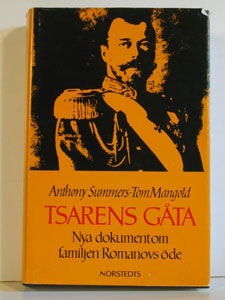 Anthony Summers-Tom Mangold
TSARENS GÅTA
Nya dokument om
familjen Romanovs öde
NORSTEDTS